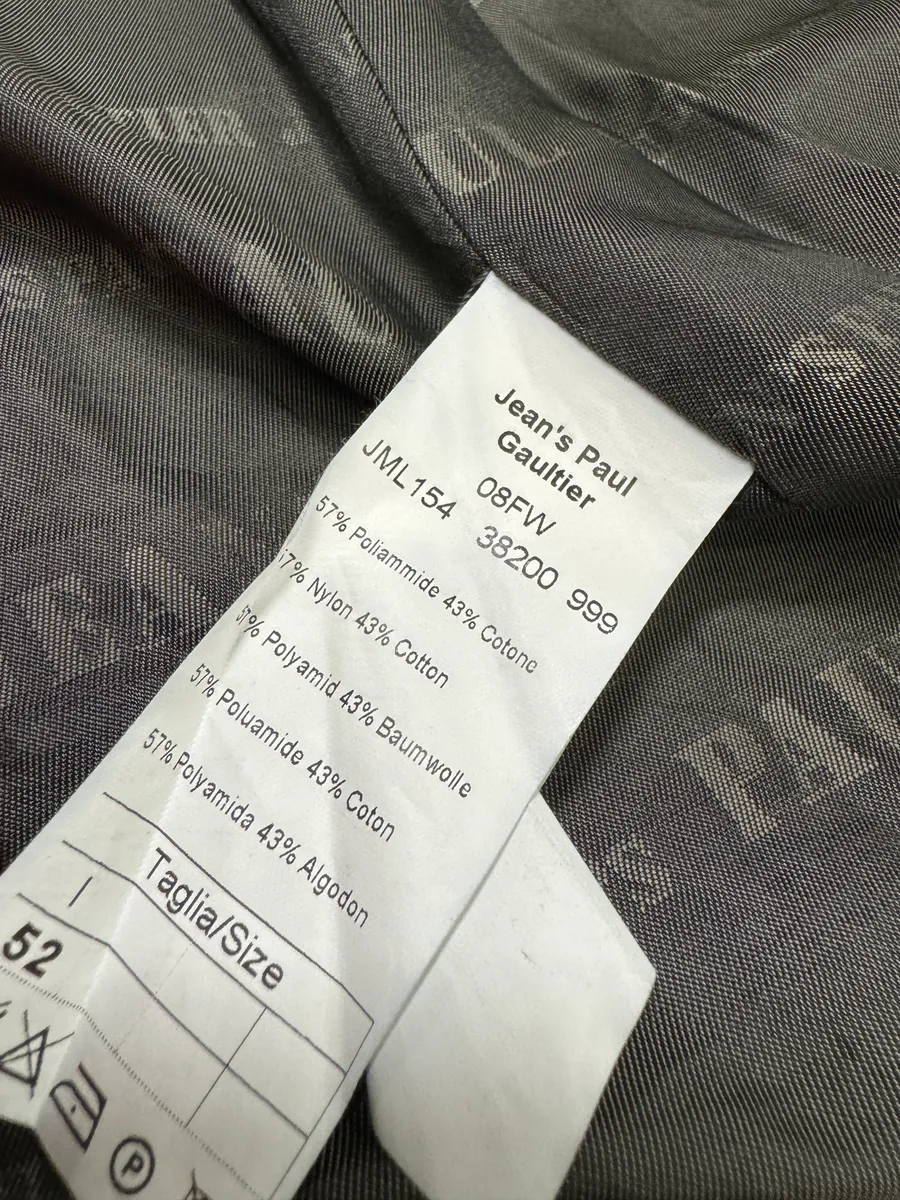 Jean's Paul
Gaultier
08FW
JML154 38200 999
57% Poliammide 43% Cotone
57% Nylon 43% Cotton
57% Polyamid 43% Baumwolle
57% Poluamide 43% Coton
57% Polyamida 43% Algodon
Taglia/Size
I
52
P